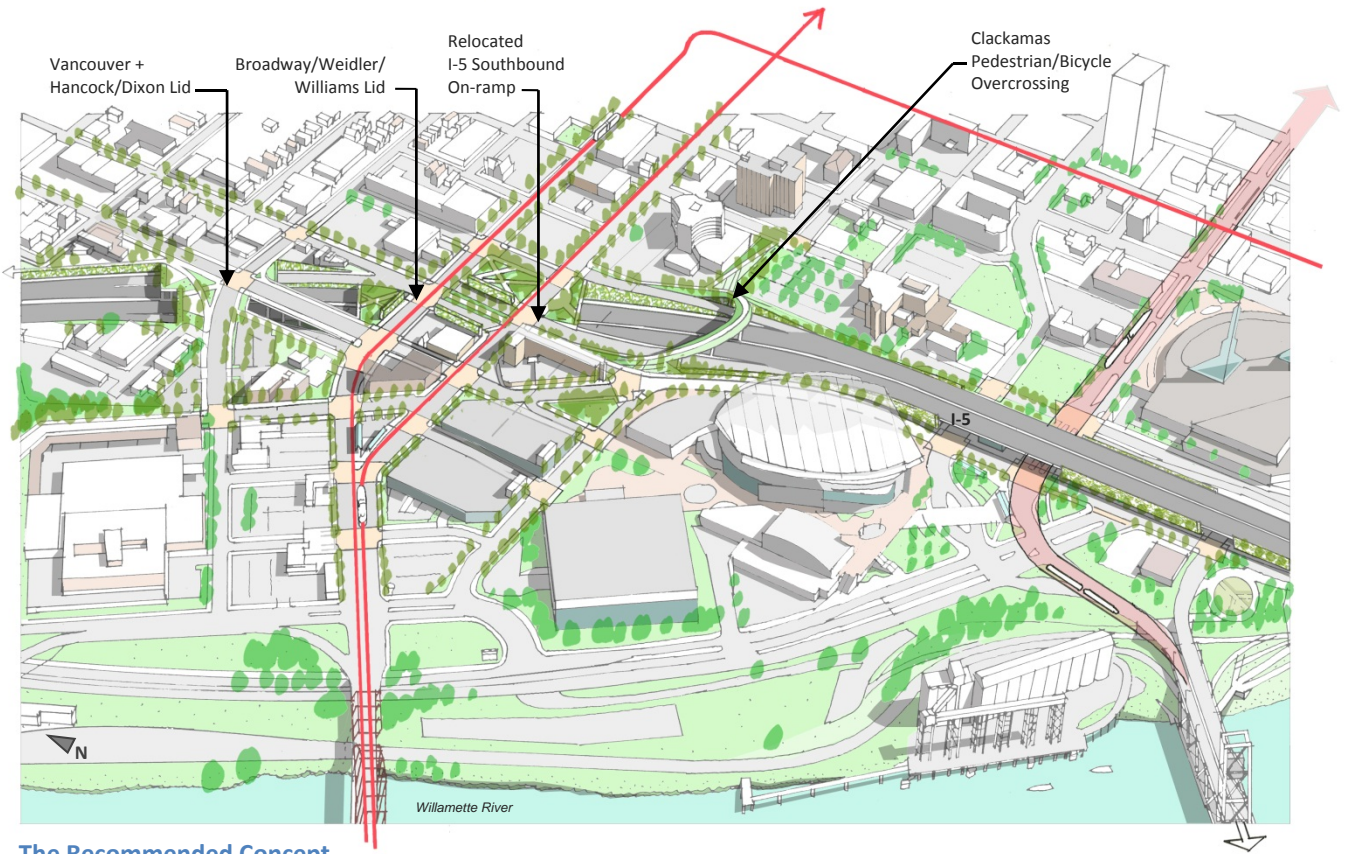 Vancouver +
Hancock/Dixon Lid
Broadway/Weidler/
Williams Lid
Relocated
I-5 Southbound
On-ramp
Clackamas
Pedestrian/Bicycle
Overcrossing
I-5
N
Willamette River
The Recommended Concept